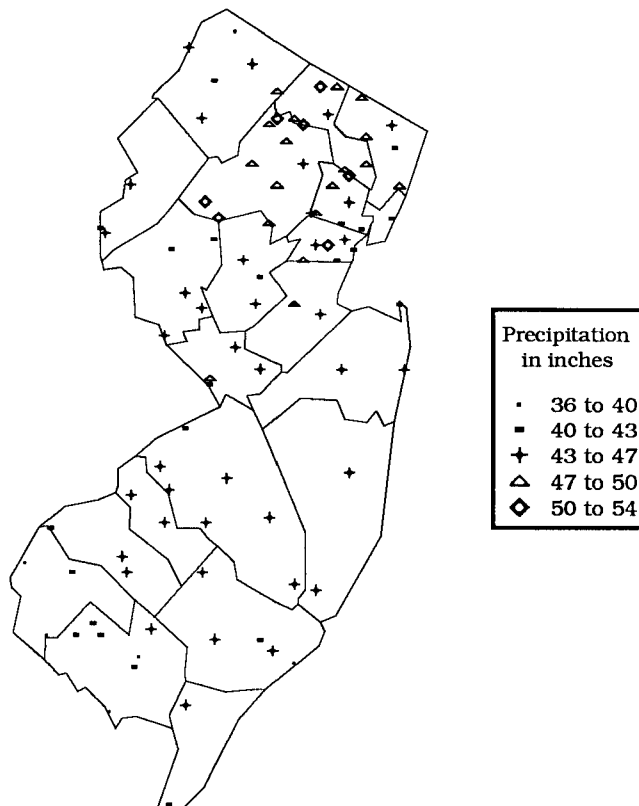 Precipitation
in inches
36 to 40
40 to 43
43 to 47
47 to 50
50 to 54